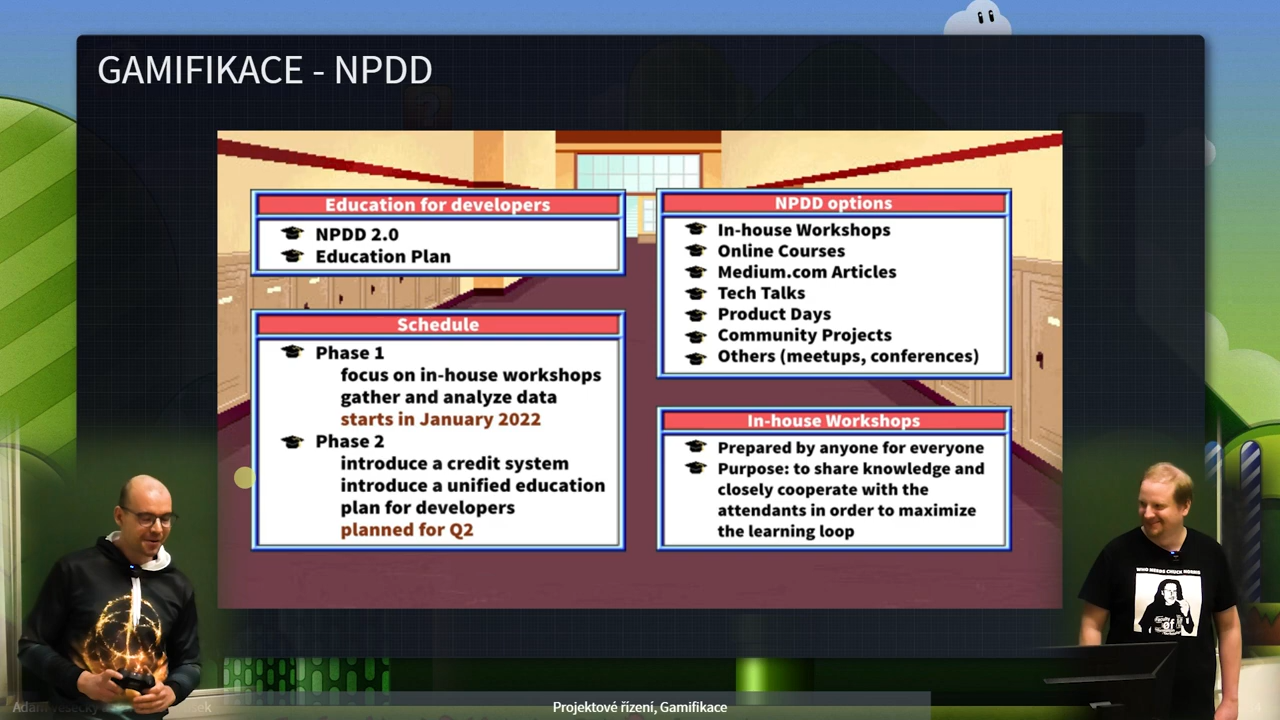 GAMIFIKACE - NPDD
Education for developers
NPDD 2.0
Education Plan
Schedule
Phase 1
focus on in-house workshops
gather and analyze data
starts in January 2022
Phase 2
introduce a credit system
introduce a unified education
plan for developers
planned for Q2
NPDD options
In-house Workshops
Online Courses
Medium.com Articles
Tech Talks
Product Days
Community Projects
Others (meetups, conferences)
In-house Workshops
Prepared by anyone for everyone
Purpose: to share knowledge and
closely cooperate with the
attendants in order to maximize
the learning loop
WHO NEEDS CHUCK NORRIS
Projektové řízení, Gamifikace